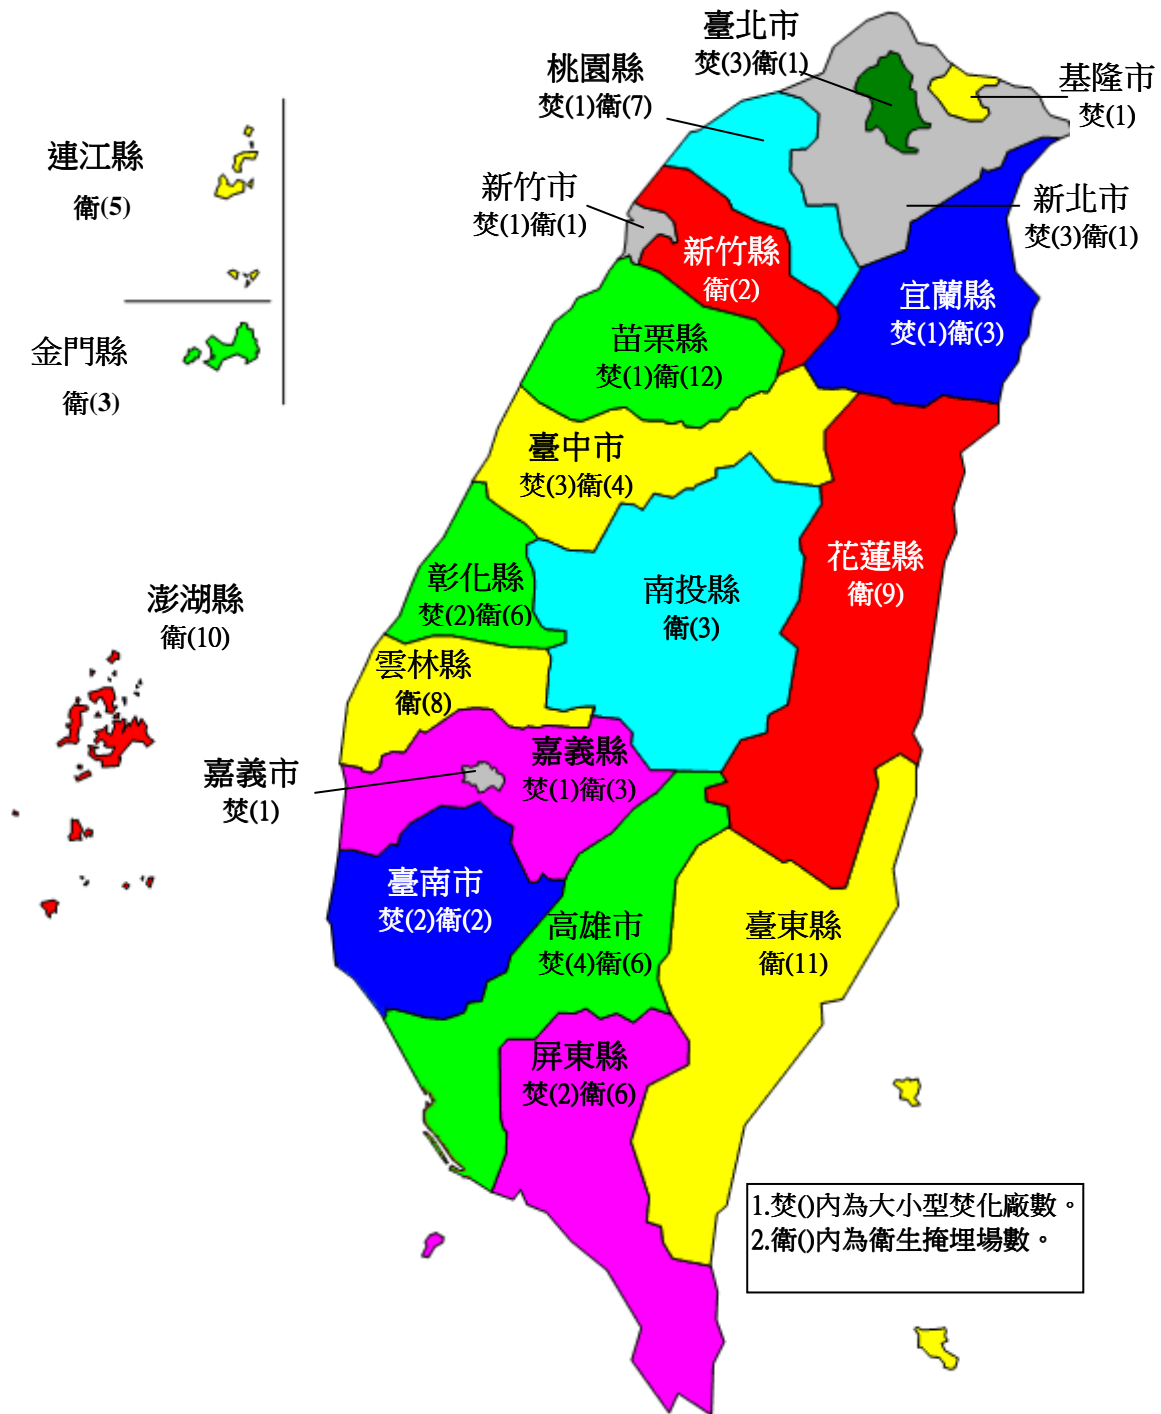 臺北市
焚(3)衛(1)
桃園縣
焚(1)衛(7)
基隆市
焚(1)
連江縣
衛(5)
新竹市
焚(1)衛(1)
新北市
焚(3)衛(1)
新竹縣
衛(2)
宜蘭縣
焚(1)衛(3)
金門縣
衛(3)
苗栗縣
焚(1)衛(12)
臺中市
焚(3)衛(4)
花蓮縣
衛(9)
彰化縣
焚(2)衛(6)
南投縣
衛(3)
澎湖縣
衛(10)
雲林縣
衛(8)
嘉義縣
焚(1)衛(3)
嘉義市
焚(1)
臺南市
焚(2)衛(2)
高雄市
焚(4)衛(6)
臺東縣
衛(11)
屏東縣
焚(2)衛(6)
1.焚()內為大小型焚化廠數。
2.衛()內為衛生掩埋場數。